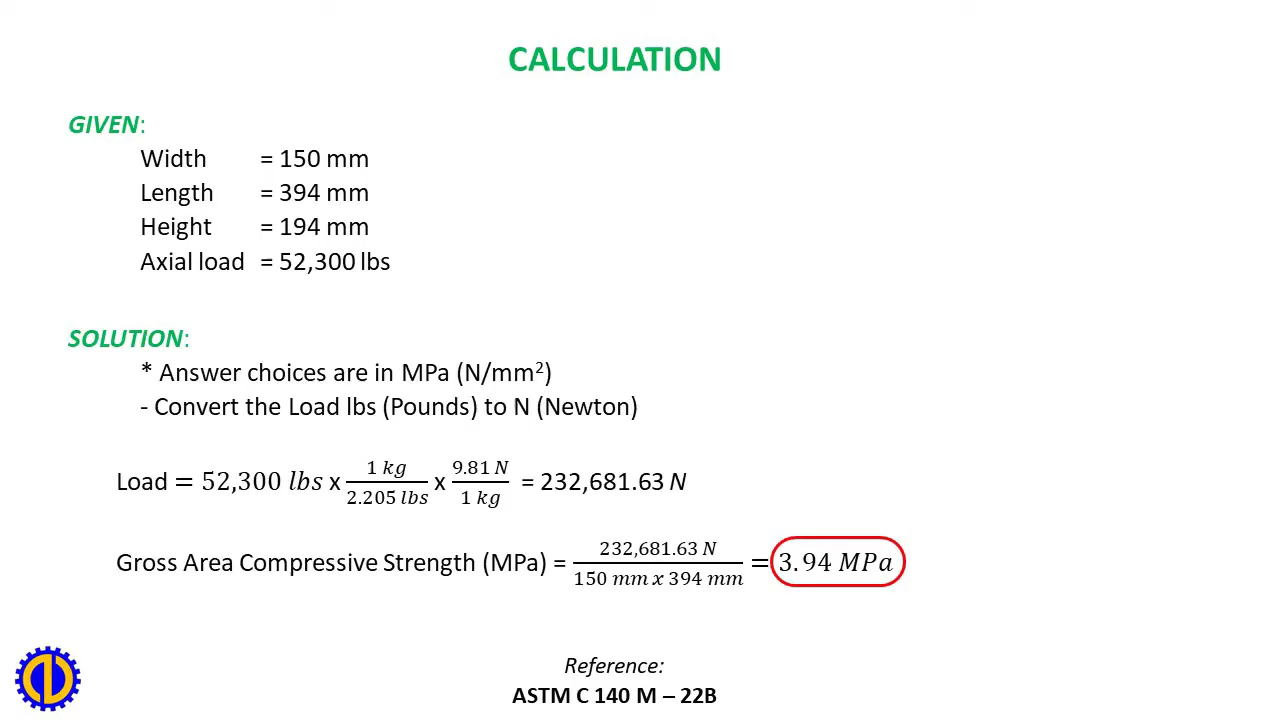 CALCULATION
GIVEN:
Width = 150 mm
Length = 394 mm
Height = 194 mm
Axial load = 52,300 lbs
SOLUTION:
* Answer choices are in MPa (N/mm²)
- Convert the Load lbs (Pounds) to N (Newton)
Load = 52,300 lbs x 1 kg / 2.205 lbs x 9.81 N / 1 kg = 232,681.63 N
Gross Area Compressive Strength (MPa) = 232,681.63 N / 150 mm x 394 mm = 3.94 MPa
Reference:
ASTM C 140 M – 22B